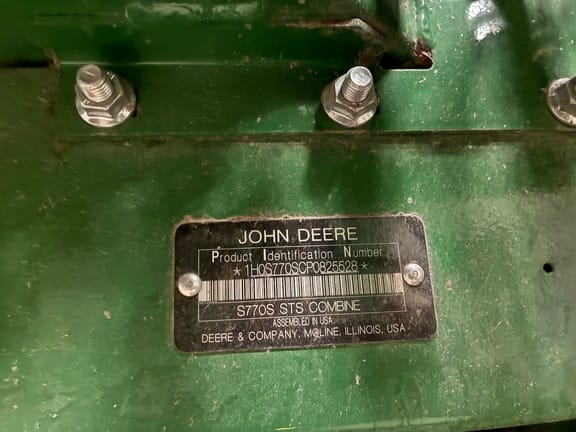 JOHN DEERE
Product Identification Number
*1H0S770SCP0825528*
S770S STS COMBINE
ASSEMBLED IN USA
DEERE & COMPANY, MOLINE, ILLINOIS, USA